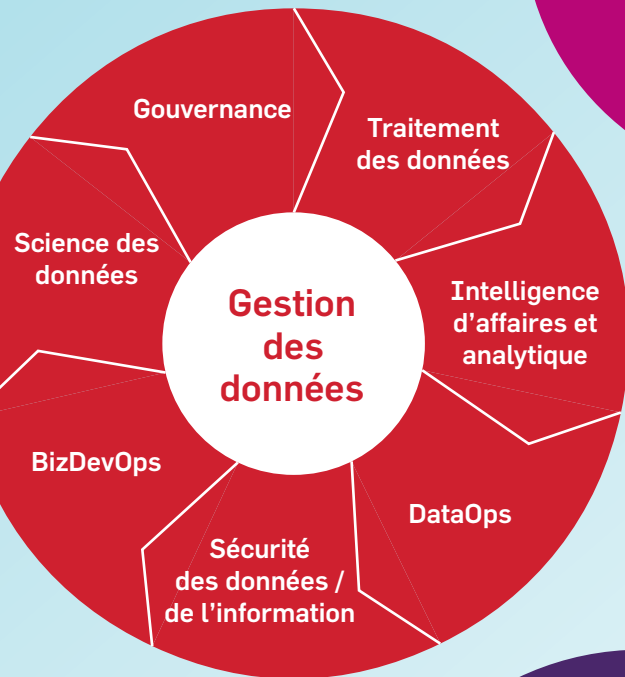 Gouvernance
Traitement
des données
Intelligence
d'affaires et
analytique
DataOps
Sécurité
des données /
de l'information
BizDevOps
Science des
données
Gestion
des
données